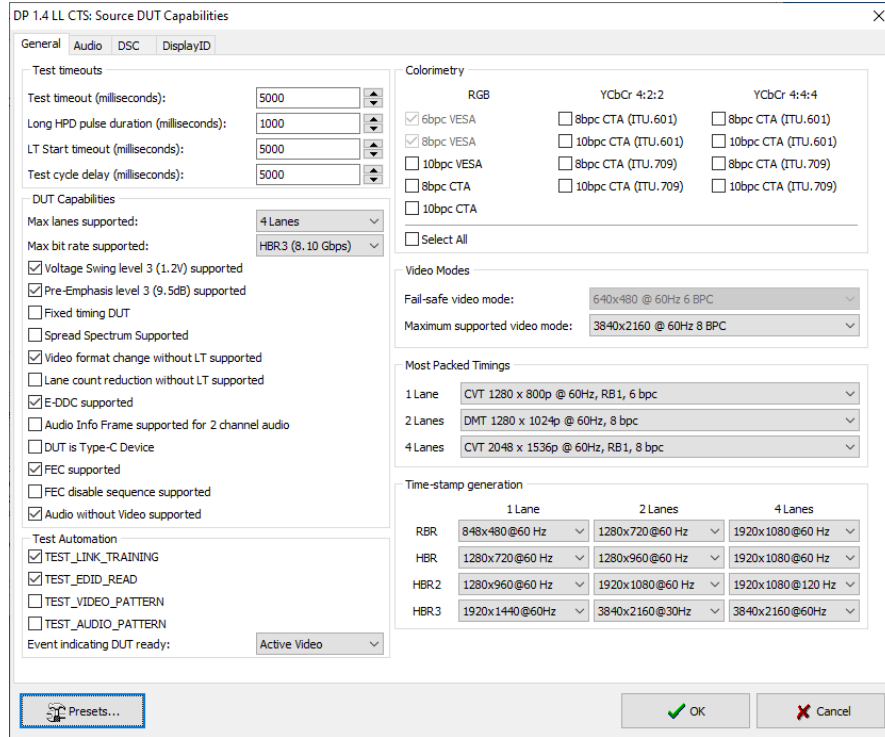 DP 1.4 LL CTS: Source DUT Capabilities
General Audio DSC DisplayID
Test timeouts
Test timeout (milliseconds): 5000
Long HPD pulse duration (milliseconds): 1000
LT Start timeout (milliseconds): 5000
Test cycle delay (milliseconds): 5000
DUT Capabilities
Max lanes supported: 4 Lanes
Max bit rate supported: HBR3 (8.10 Gbps)
Voltage Swing level 3 (1.2V) supported
Pre-Emphasis level 3 (9.5dB) supported
Fixed timing DUT
Spread Spectrum Supported
Video format change without LT supported
Lane count reduction without LT supported
E-DDC supported
Audio Info Frame supported for 2 channel audio
DUT is Type-C Device
FEC supported
FEC disable sequence supported
Audio without Video supported
Test Automation
TEST_LINK_TRAINING
TEST_EDID_READ
TEST_VIDEO_PATTERN
TEST_AUDIO_PATTERN
Event indicating DUT ready: Active Video
Colorimetry
RGB YCbCr 4:2:2 YCbCr 4:4:4
6bpc VESA 8bpc CTA (ITU.601) 8bpc CTA (ITU.601)
8bpc VESA 10bpc CTA (ITU.601) 10bpc CTA (ITU.601)
10bpc VESA 8bpc CTA (ITU.709) 8bpc CTA (ITU.709)
8bpc CTA 10bpc CTA (ITU.709) 10bpc CTA (ITU.709)
10bpc CTA
Select All
Video Modes
Fail-safe video mode: 640x480 @ 60Hz 6 BPC
Maximum supported video mode: 3840x2160 @ 60Hz 8 BPC
Most Packed Timings
1 Lane CVT 1280 x 800p @ 60Hz, RB1, 6 bpc
2 Lanes DMT 1280 x 1024p @ 60Hz, 8 bpc
4 Lanes CVT 2048 x 1536p @ 60Hz, RB1, 8 bpc
Time-stamp generation
1 Lane 2 Lanes 4 Lanes
RBR 848x480@60 Hz 1280x720@60 Hz 1920x1080@60 Hz
HBR 1280x720@60 Hz 1280x960@60 Hz 1920x1080@60 Hz
HBR2 1280x960@60 Hz 1920x1080@60 Hz 1920x1080@120 Hz
HBR3 1920x1440@60Hz 3840x2160@30Hz 3840x2160@60Hz
Presets... OK Cancel